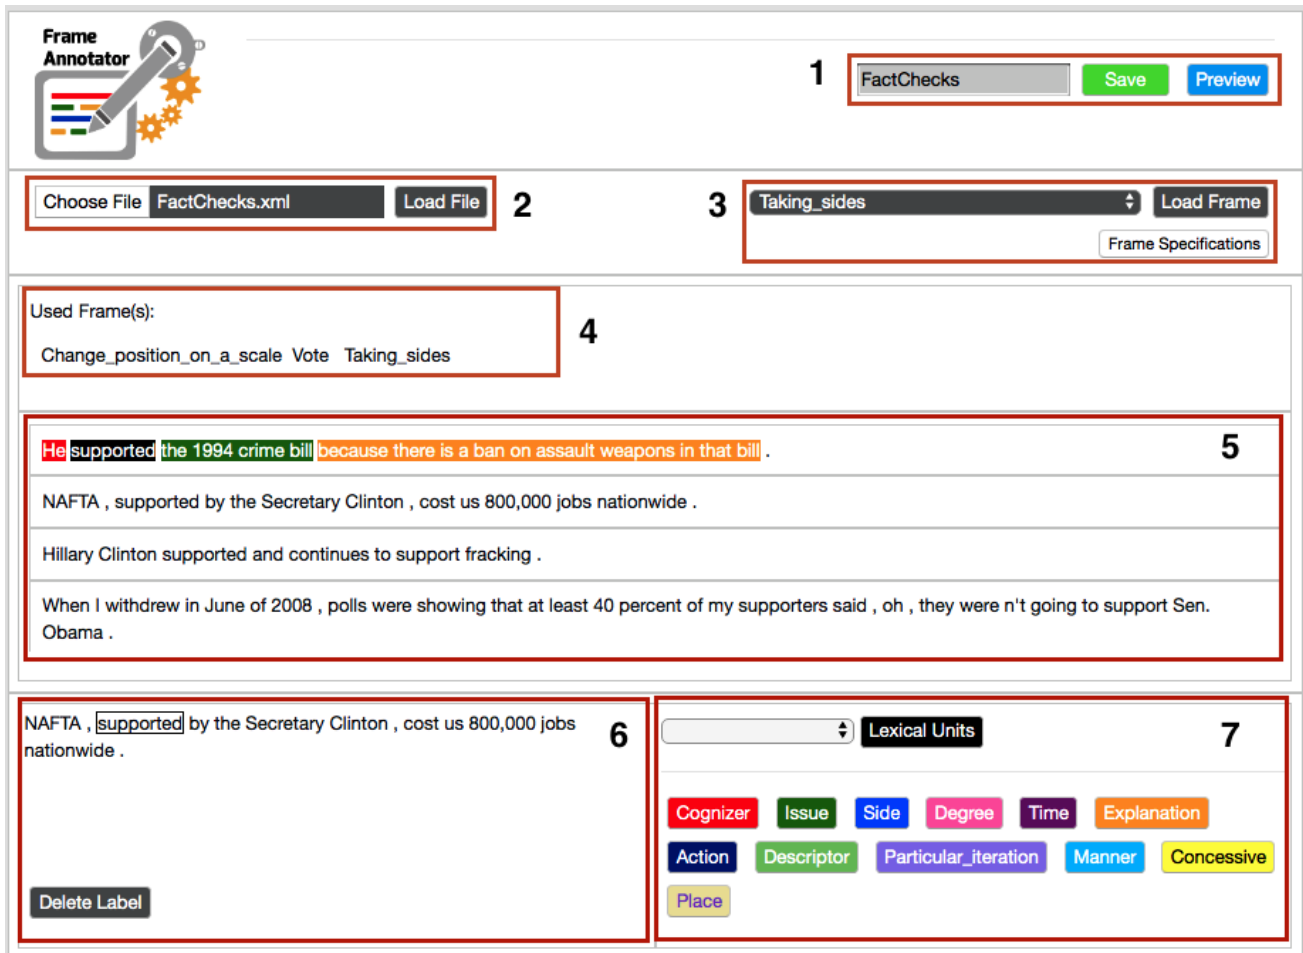 Frame
Annotator
1
FactChecks
Save
Preview
Choose File
FactChecks.xml
Load File
2
3
Taking_sides
Load Frame
Frame Specifications
Used Frame(s):
4
Change_position_on_a_scale Vote Taking_sides
He supported the 1994 crime bill because there is a ban on assault weapons in that bill .
5
NAFTA , supported by the Secretary Clinton , cost us 800,000 jobs nationwide .
Hillary Clinton supported and continues to support fracking .
When I withdrew in June of 2008 , polls were showing that at least 40 percent of my supporters said , oh , they were n't going to support Sen.
Obama .
NAFTA , supported by the Secretary Clinton , cost us 800,000 jobs
nationwide .
6
Delete Label
Lexical Units
7
Cognizer Issue Side Degree Time Explanation
Action Descriptor Particular_iteration Manner Concessive
Place